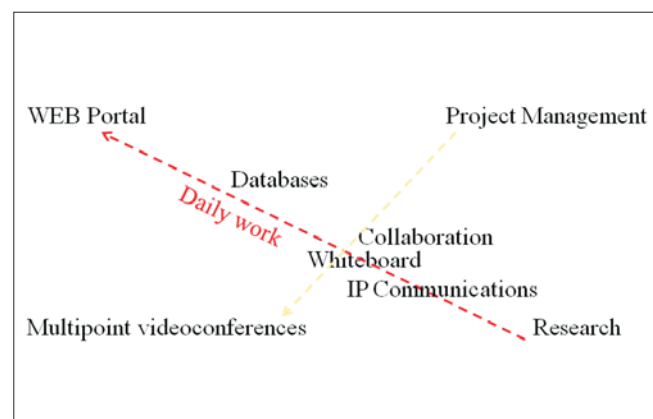 WEB Portal
Project Management
Databases
Daily work
Collaboration
Whiteboard
IP Communications
Multipoint videoconferences
Research